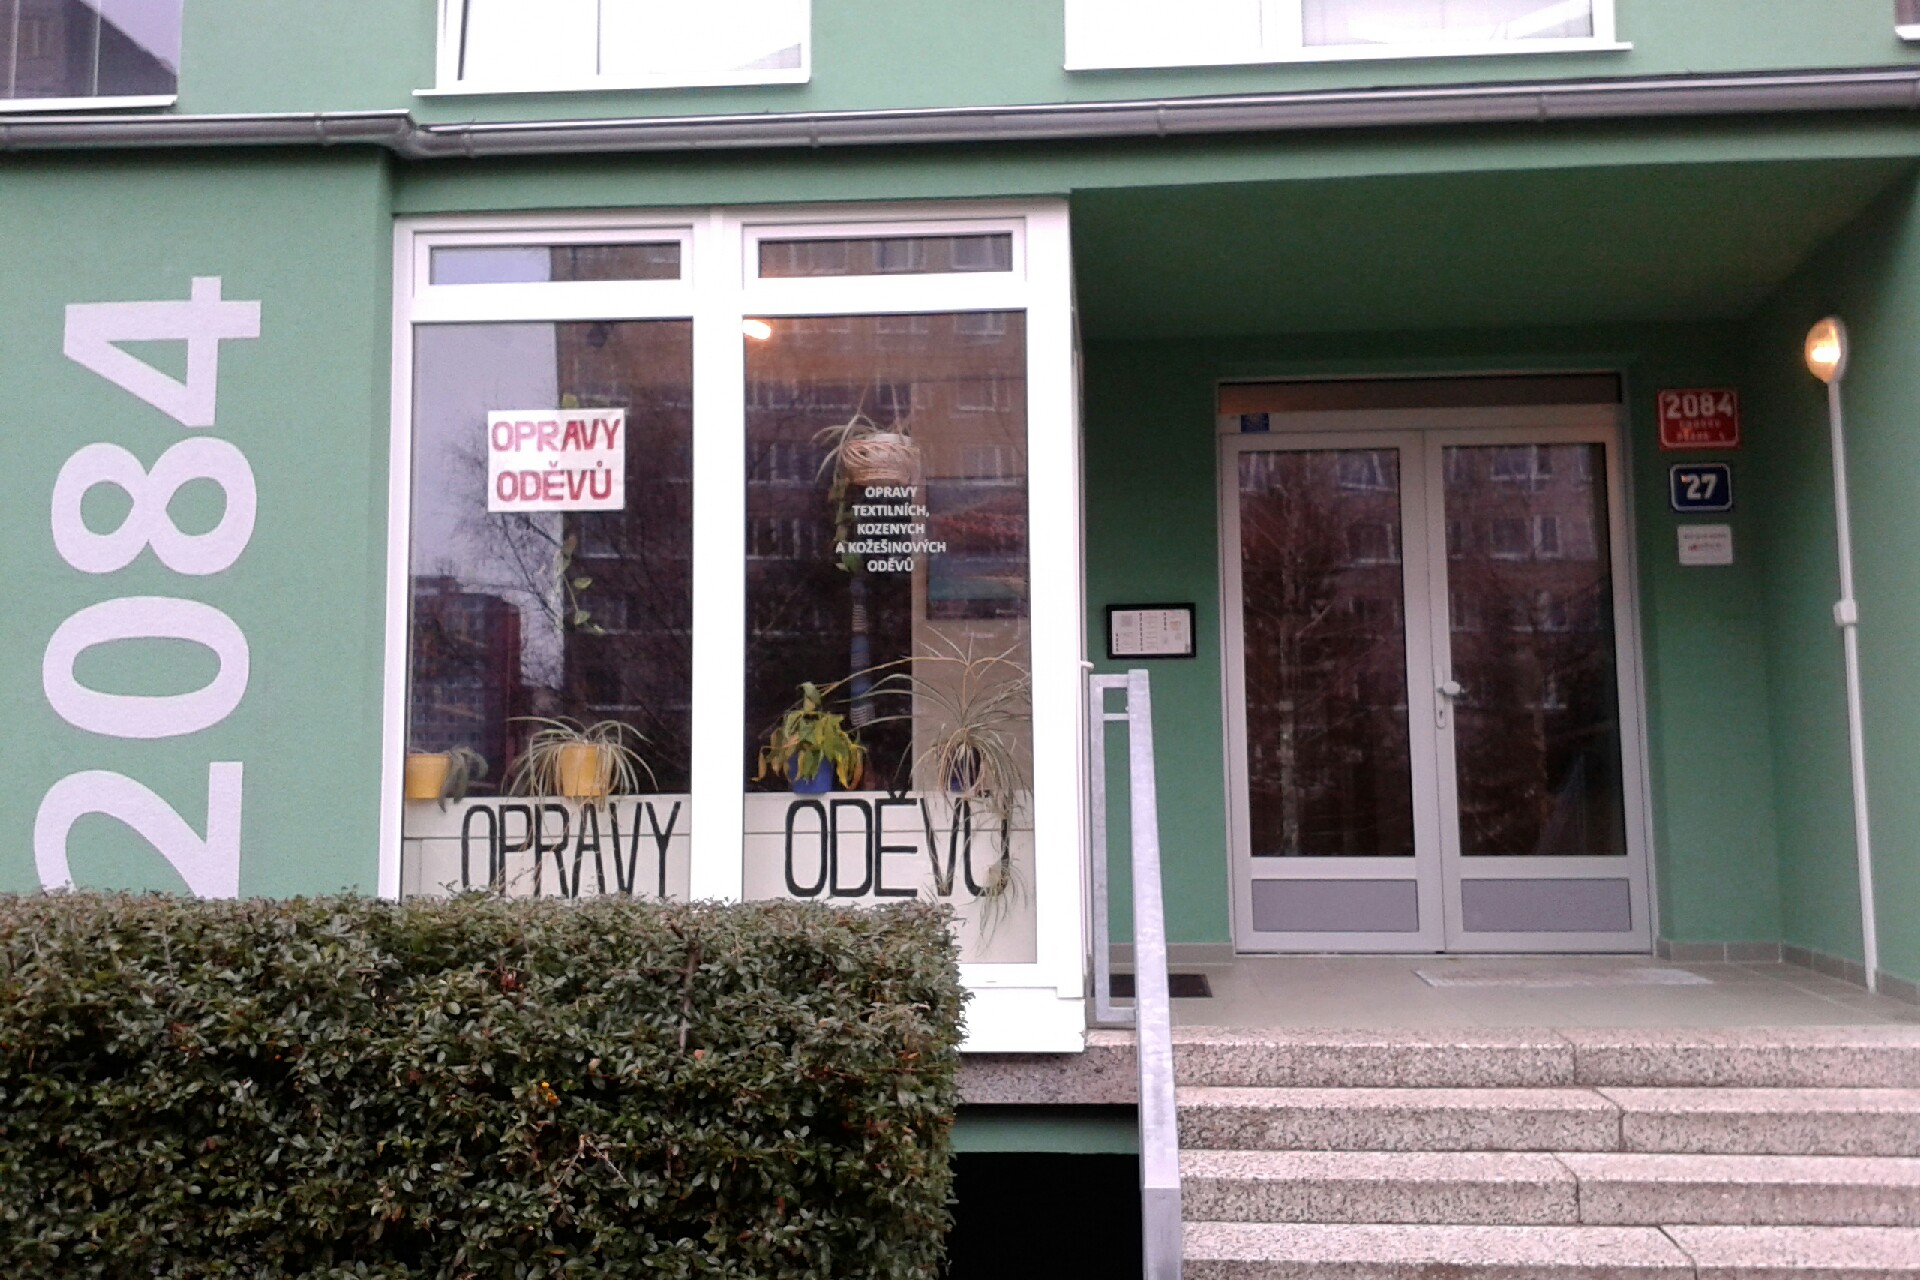 2084
OPRAVY
ODĚVŮ
OPRAVY
TEXTILNÍCH,
KOZENYCH
A KOŽEŠINOVÝCH
ODĚVŮ
OPRAVY ODĚVŮ
2084
27